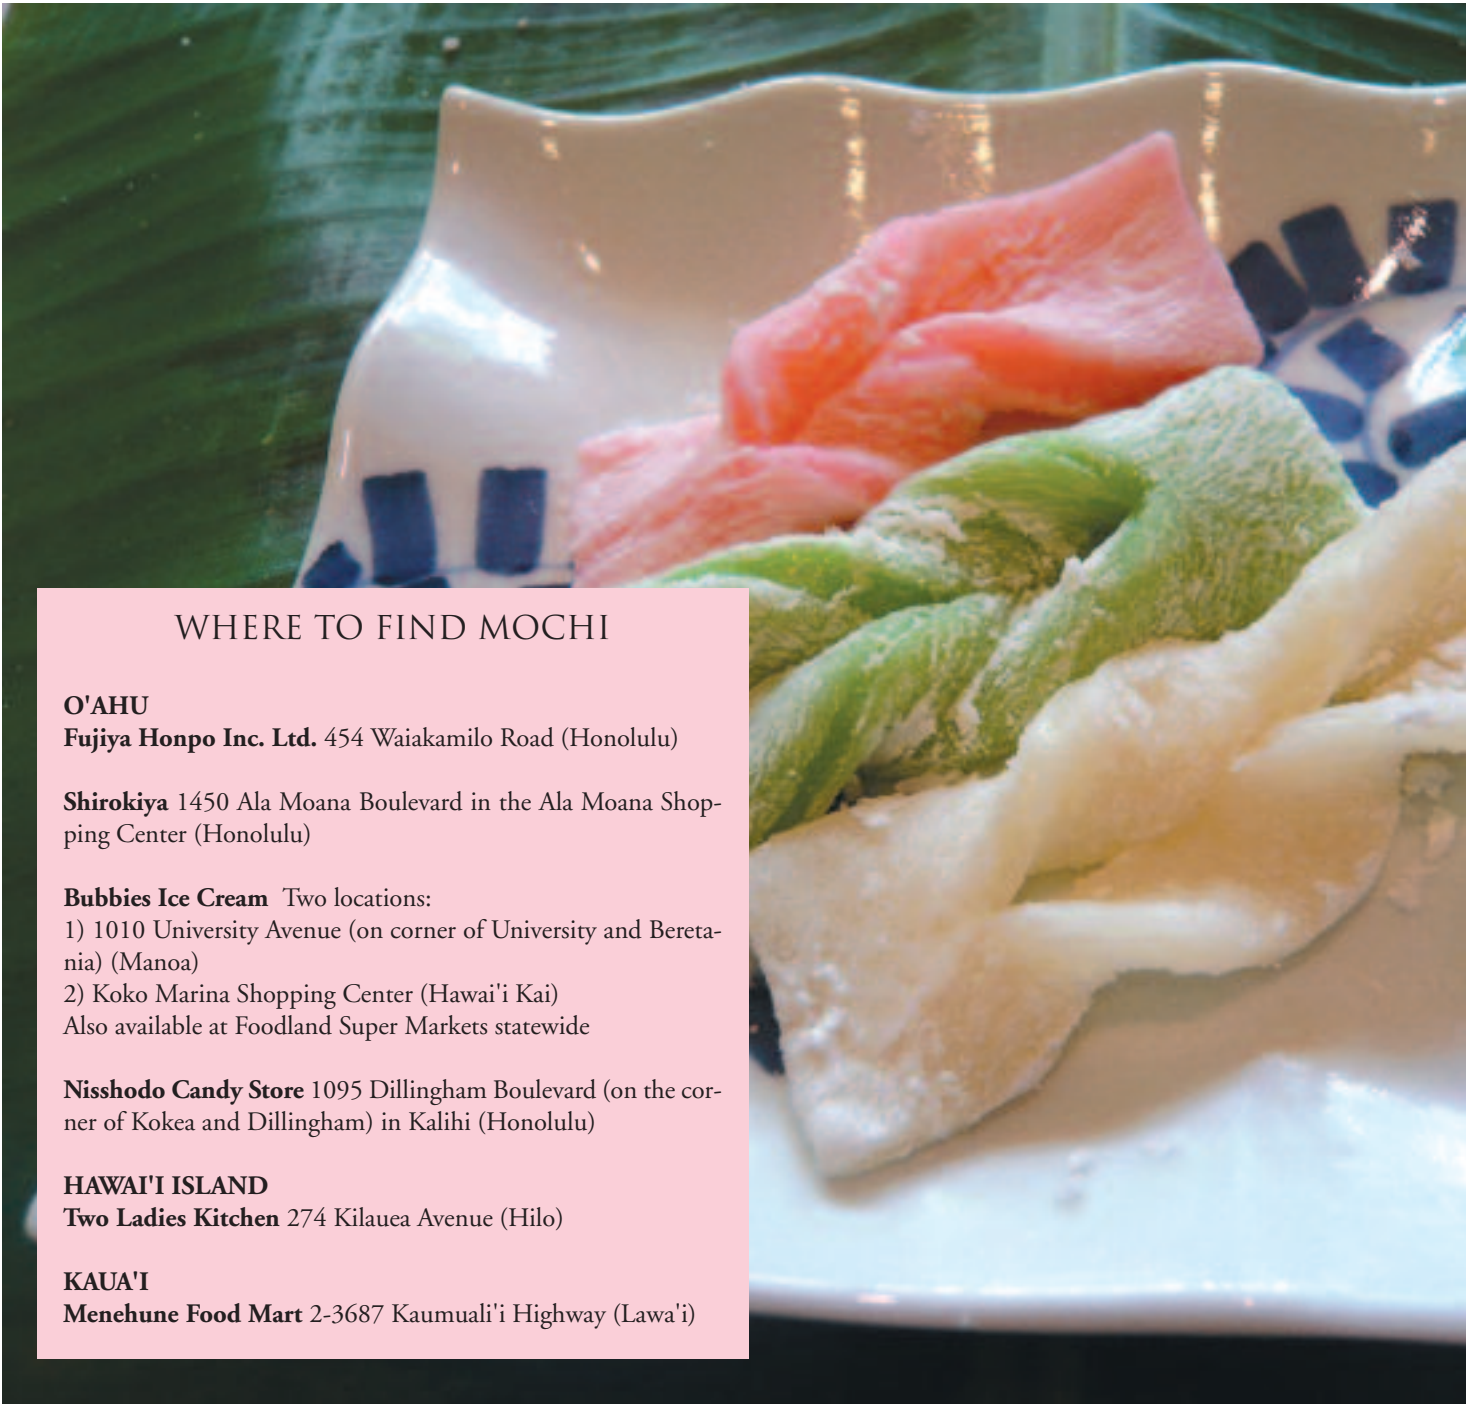 WHERE TO FIND MOCHI
O'AHU
Fujiya Honpo Inc. Ltd. 454 Waiakamilo Road (Honolulu)
Shirokiya 1450 Ala Moana Boulevard in the Ala Moana Shop-
ping Center (Honolulu)
Bubbies Ice Cream  Two locations:
1) 1010 University Avenue (on corner of University and Bereta-
nia) (Manoa)
2) Koko Marina Shopping Center (Hawai'i Kai)
Also available at Foodland Super Markets statewide
Nisshodo Candy Store 1095 Dillingham Boulevard (on the cor-
ner of Kokea and Dillingham) in Kalihi (Honolulu)
HAWAI'I ISLAND
Two Ladies Kitchen 274 Kilauea Avenue (Hilo)
KAUA'I
Menehune Food Mart 2-3687 Kaumuali'i Highway (Lawa'i)